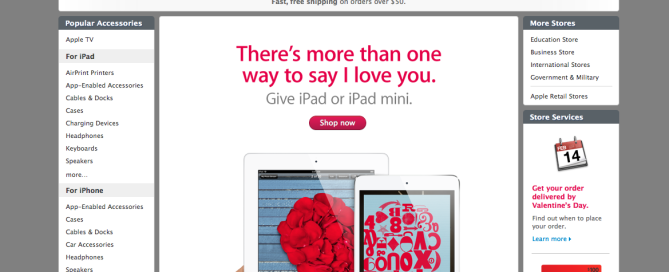 Fast, free shipping on orders over $50.
Popular Accessories
Apple TV
For iPad
AirPrint Printers
App-Enabled Accessories
Cables & Docks
Cases
Charging Devices
Headphones
Keyboards
Speakers
more...
For iPhone
App-Enabled Accessories
Cases
Cables & Docks
Car Accessories
Headphones
Speakers
There's more than one
way to say I love you.
Give iPad or iPad mini.
Shop now
More Stores
Education Store
Business Store
International Stores
Government & Military
Apple Retail Stores
Store Services
FEB
14
Get your order
delivered by
Valentine's Day.
Find out when to place
your order.
Learn more